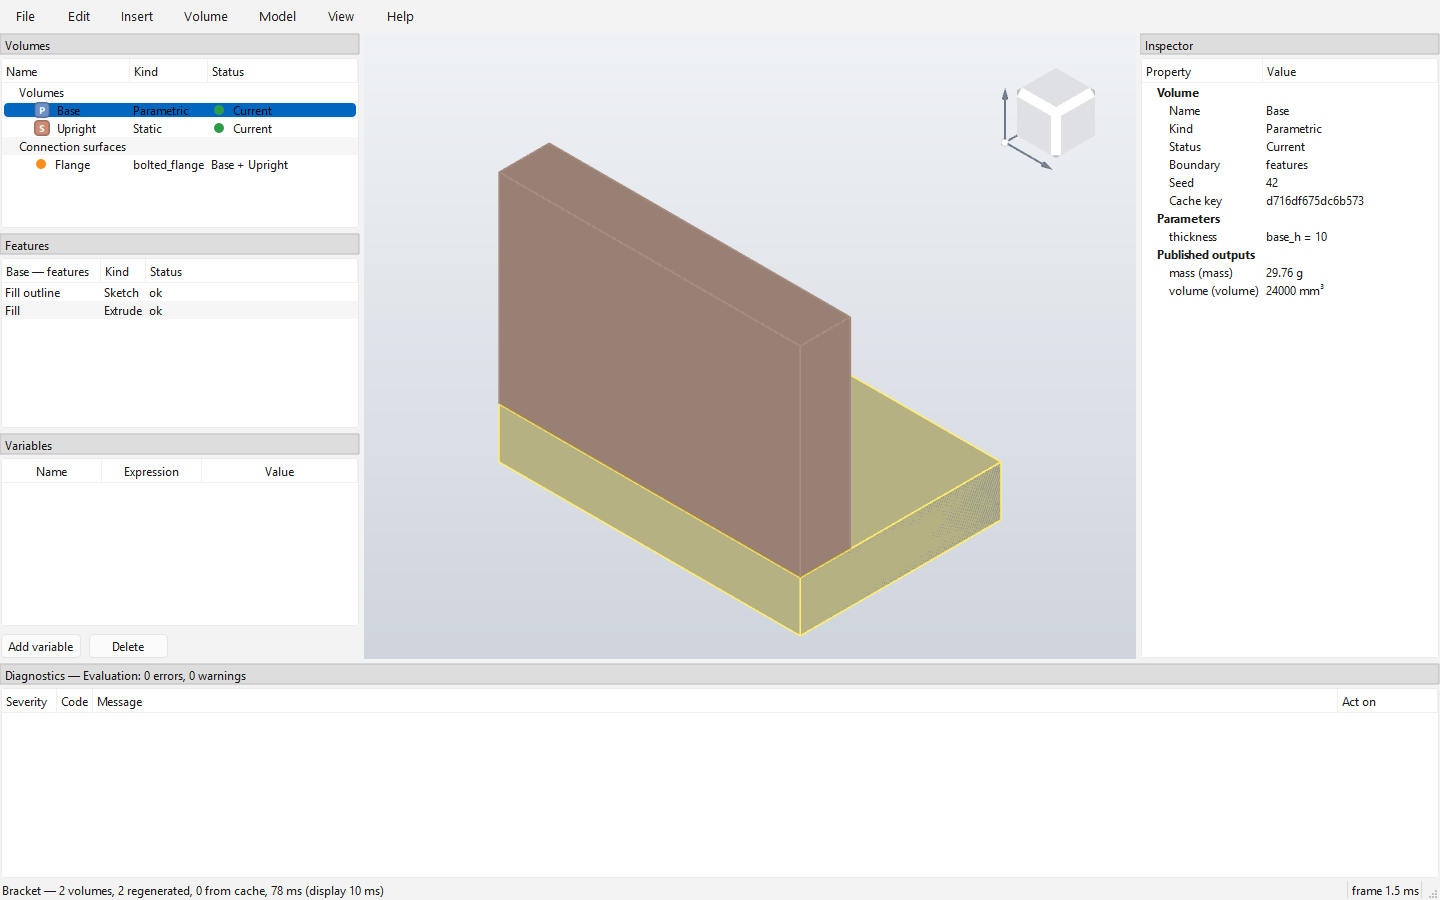 File Edit Insert Volume Model View Help
Volumes
Name Kind Status
Volumes
P Base Parametric Current
S Upright Static Current
Connection surfaces
Flange bolted_flange Base + Upright
Features
Base — features Kind Status
Fill outline Sketch ok
Fill Extrude ok
Variables
Name Expression Value
Add variable Delete
Inspector
Property Value
Volume
Name Base
Kind Parametric
Status Current
Boundary features
Seed 42
Cache key d716df675dc6b573
Parameters
thickness base_h = 10
Published outputs
mass (mass) 29.76 g
volume (volume) 24000 mm³
Diagnostics — Evaluation: 0 errors, 0 warnings
Severity Code Message Act on
Bracket — 2 volumes, 2 regenerated, 0 from cache, 78 ms (display 10 ms) frame 1.5 ms